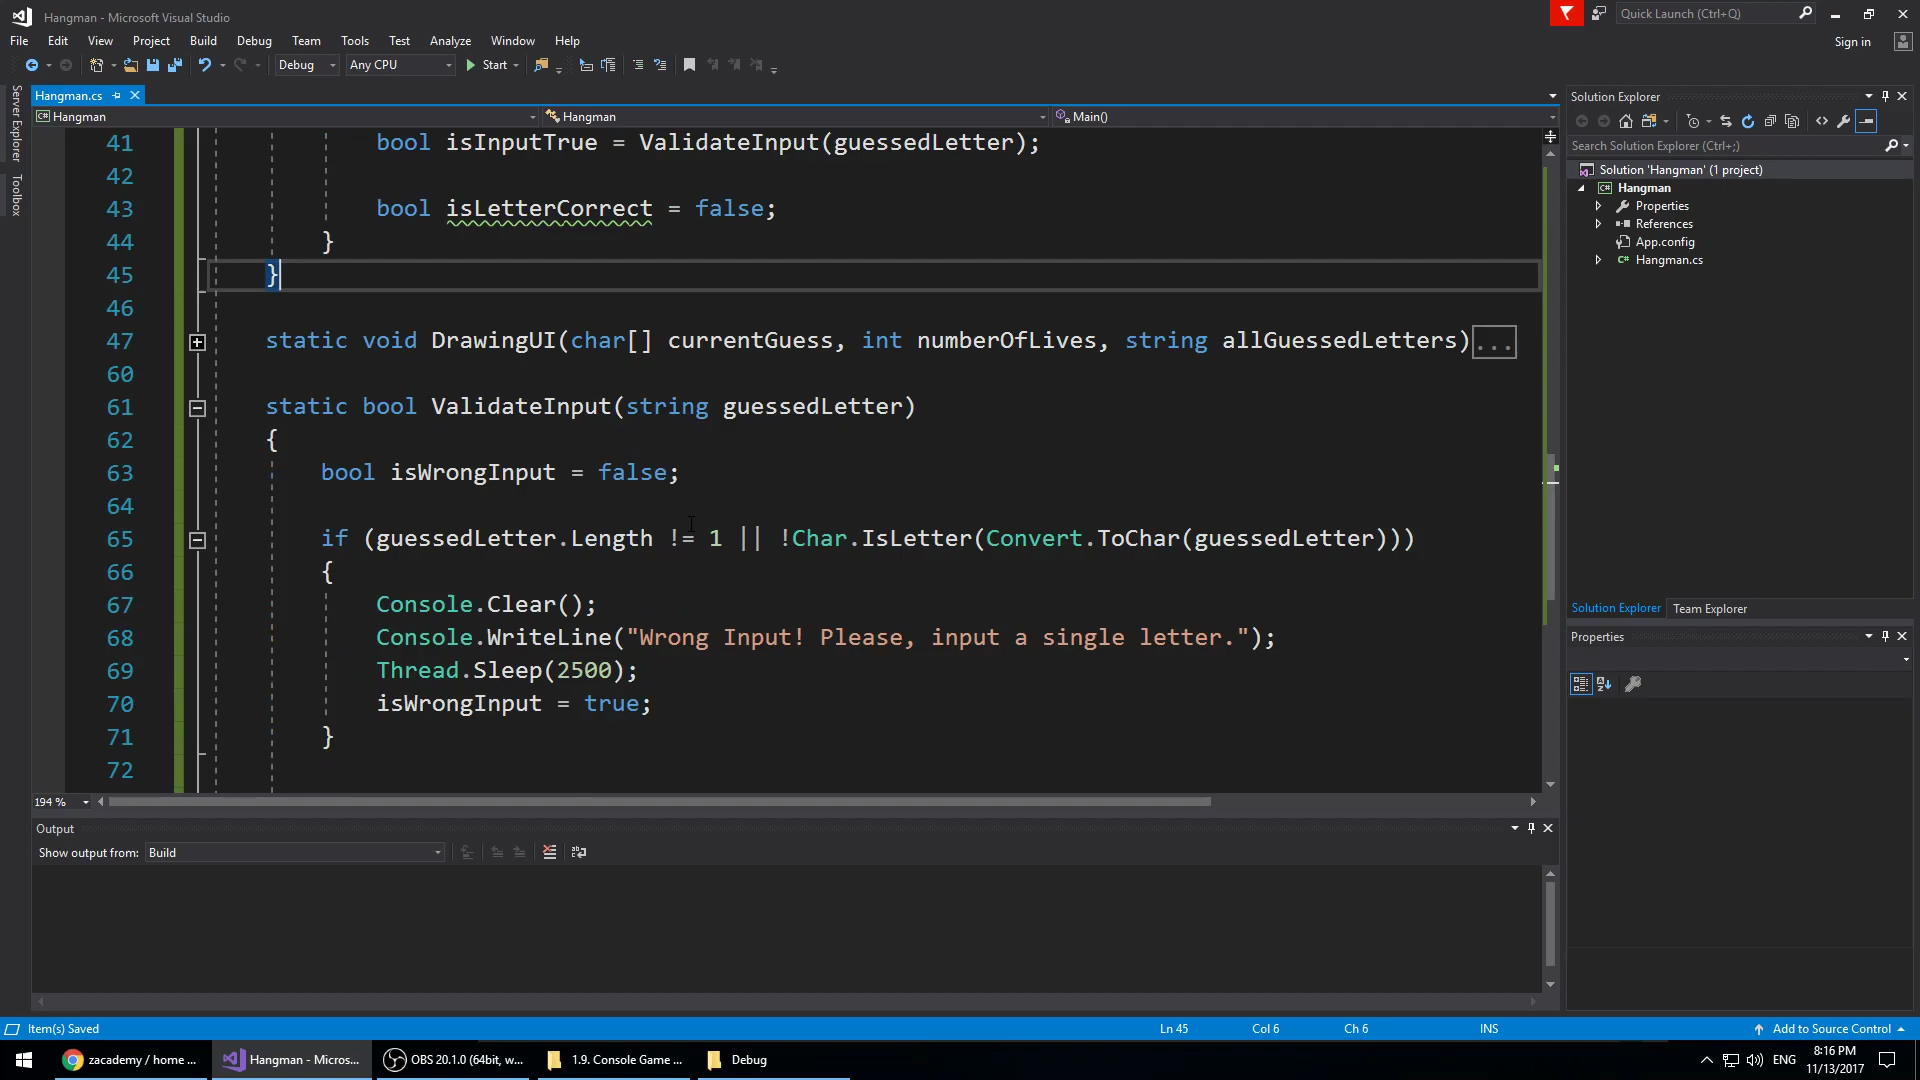 Hangman - Microsoft Visual Studio
Quick Launch (Ctrl+Q)
File Edit View Project Build Debug Team Tools Test Analyze Window Help
Sign in
Debug Any CPU Start
Server Explorer
Toolbox
Hangman.cs
Hangman Hangman Main()
41 bool isInputTrue = ValidateInput(guessedLetter);
42
43 bool isLetterCorrect = false;
44 }
45 }
46
47 static void DrawingUI(char[] currentGuess, int numberOfLives, string allGuessedLetters)...
60
61 static bool ValidateInput(string guessedLetter)
62 {
63 bool isWrongInput = false;
64
65 if (guessedLetter.Length != 1 || !Char.IsLetter(Convert.ToChar(guessedLetter)))
66 {
67 Console.Clear();
68 Console.WriteLine("Wrong Input! Please, input a single letter.");
69 Thread.Sleep(2500);
70 isWrongInput = true;
71 }
72
194 %
Output
Show output from: Build
Solution Explorer
Search Solution Explorer (Ctrl+;)
Solution 'Hangman' (1 project)
Hangman
Properties
References
App.config
Hangman.cs
Solution Explorer Team Explorer
Properties
Item(s) Saved Ln 45 Col 6 Ch 6 INS Add to Source Control
zacademy / home ... Hangman - Micros... OBS 20.1.0 (64bit, w... 1.9. Console Game ... Debug
ENG
8:16 PM
11/13/2017